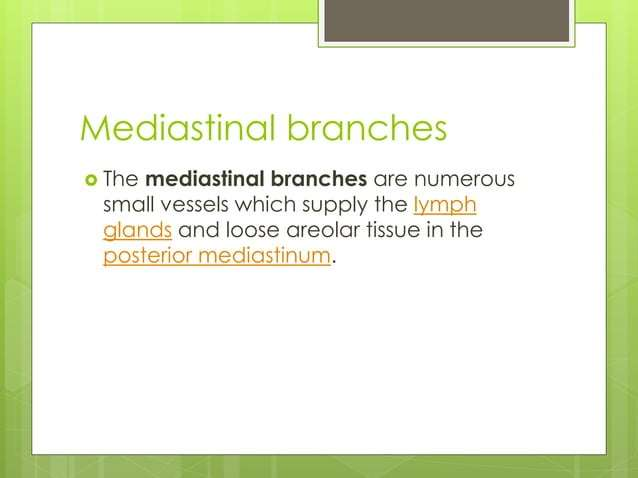 Mediastinal branches
The mediastinal branches are numerous
small vessels which supply the lymph
glands and loose areolar tissue in the
posterior mediastinum.